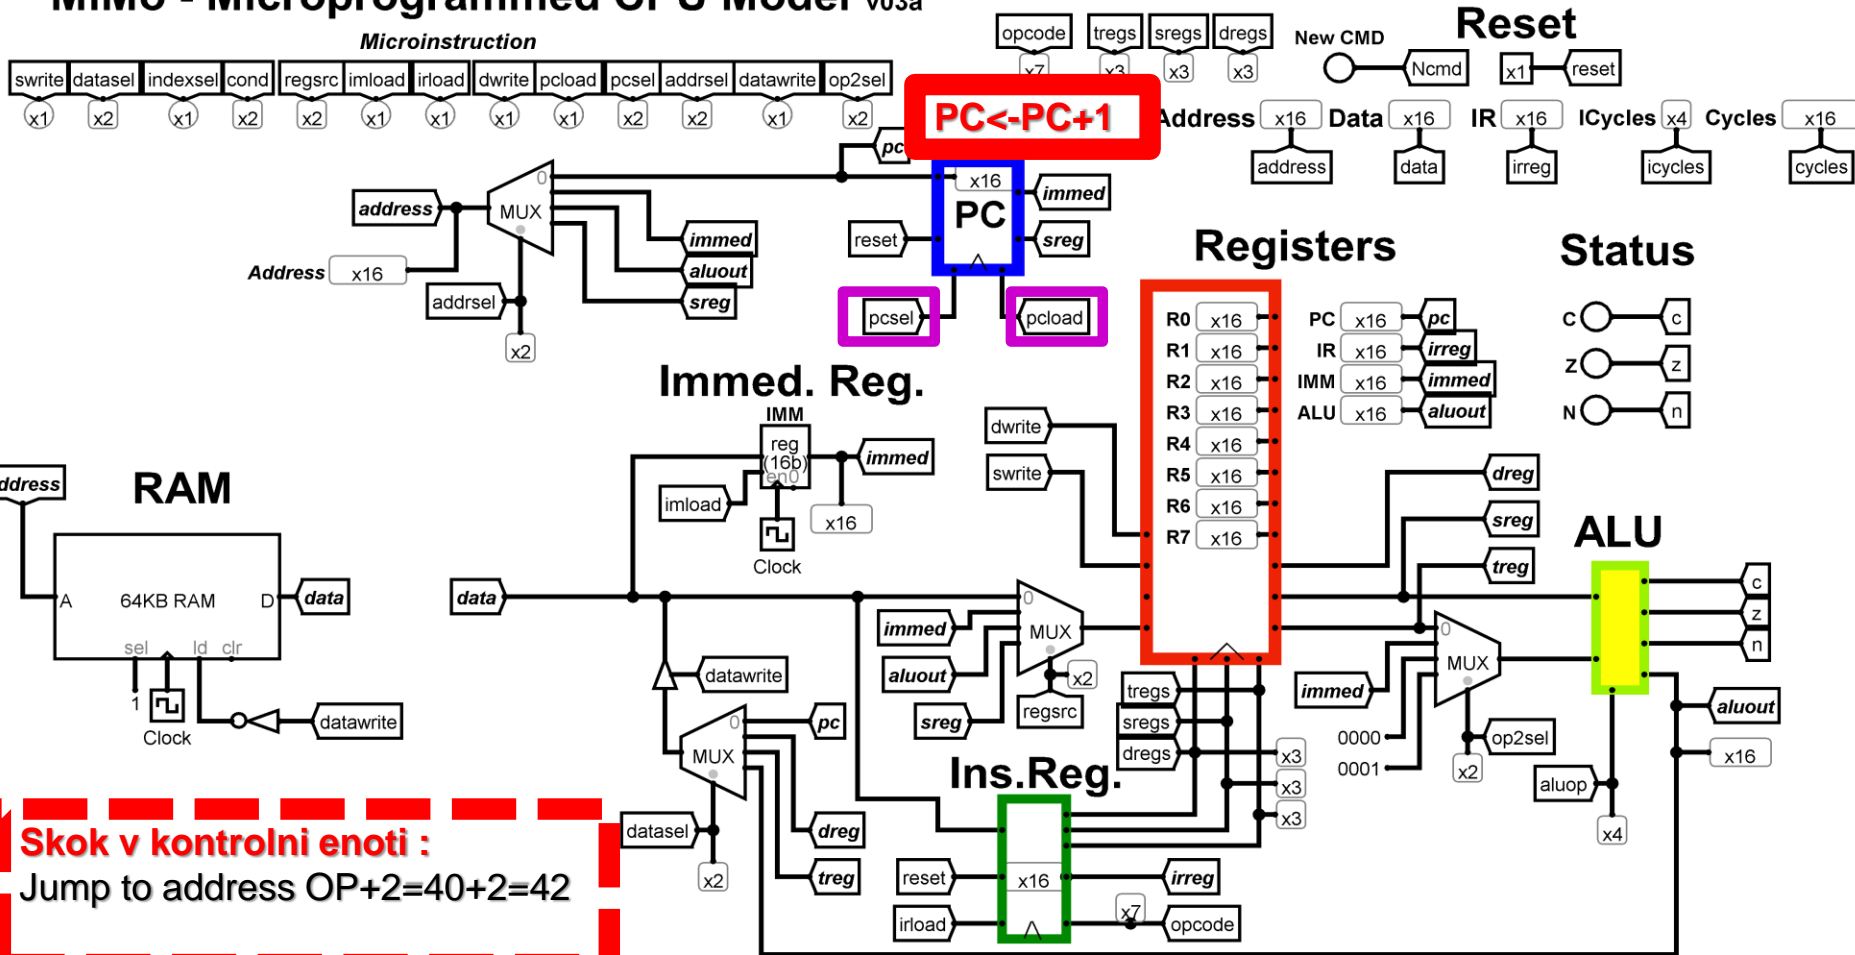 MiMo - Microprogrammed CPU Model v03a
Microinstruction
swrite datasel indexsel cond regsrc imload irload dwrite pcload pcsel addrsel datawrite op2sel
x1 x2 x1 x2 x2 x1 x1 x1 x1 x2 x2 x1 x2
opcode tregs sregs dregs
x7 x3 x3 x3
New CMD
Ncmd
Reset
x1 reset
PC<-PC+1
Address x16 Data x16 IR x16 ICycles x4 Cycles x16
address data irreg icycles cycles
pc
0
MUX
address
Address x16
addrsel
x2
immed
aluout
sreg
x16
PC
reset
immed
sreg
pcsel
pcload
Registers
R0 x16
R1 x16
R2 x16
R3 x16
R4 x16
R5 x16
R6 x16
R7 x16
PC x16 pc
IR x16 irreg
IMM x16 immed
ALU x16 aluout
Status
C c
Z z
N n
Immed. Reg.
IMM
reg
(16b)
en0
immed
imload
x16
Clock
dwrite
swrite
dreg
sreg
treg
RAM
ddress
A 64KB RAM D
data
sel ld clr
1
Clock
datawrite
data
datawrite
0
MUX
pc
dreg
treg
datasel
x2
immed
aluout
sreg
0
MUX
x2
regsrc
tregs
sregs
dregs
x3
x3
x3
Ins.Reg.
x16
reset
irload
irreg
x7
opcode
0
MUX
immed
0000
0001
op2sel
x2
ALU
c
z
n
aluout
x16
aluop
x4
Skok v kontrolni enoti :
Jump to address OP+2=40+2=42